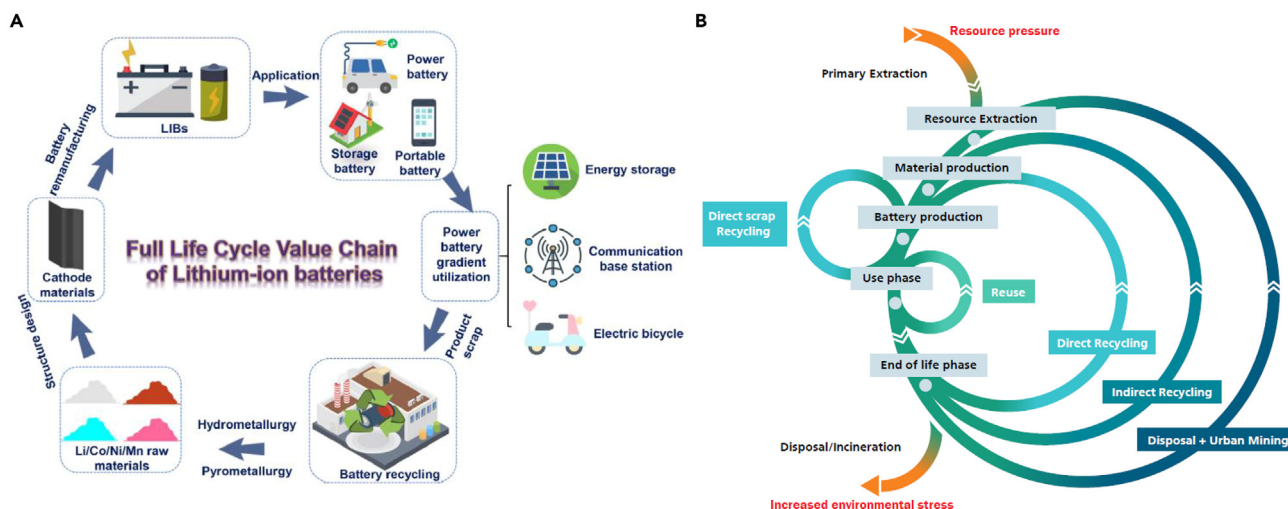 A
LIBs
Application
Power
battery
Storage
battery
Portable
battery
Battery
remanufacturing
Cathode
materials
Full Life Cycle Value Chain
of Lithium-ion batteries
Power
battery
gradient
utilization
Energy storage
Communication
base station
Electric bicycle
Product
scrap
Structure design
Li/Co/Ni/Mn raw
materials
Hydrometallurgy
Pyrometallurgy
Battery recycling
B
Resource pressure
Primary Extraction
Resource Extraction
Material production
Battery production
Direct scrap
Recycling
Use phase
Reuse
End of life phase
Direct Recycling
Indirect Recycling
Disposal + Urban Mining
Disposal/Incineration
Increased environmental stress